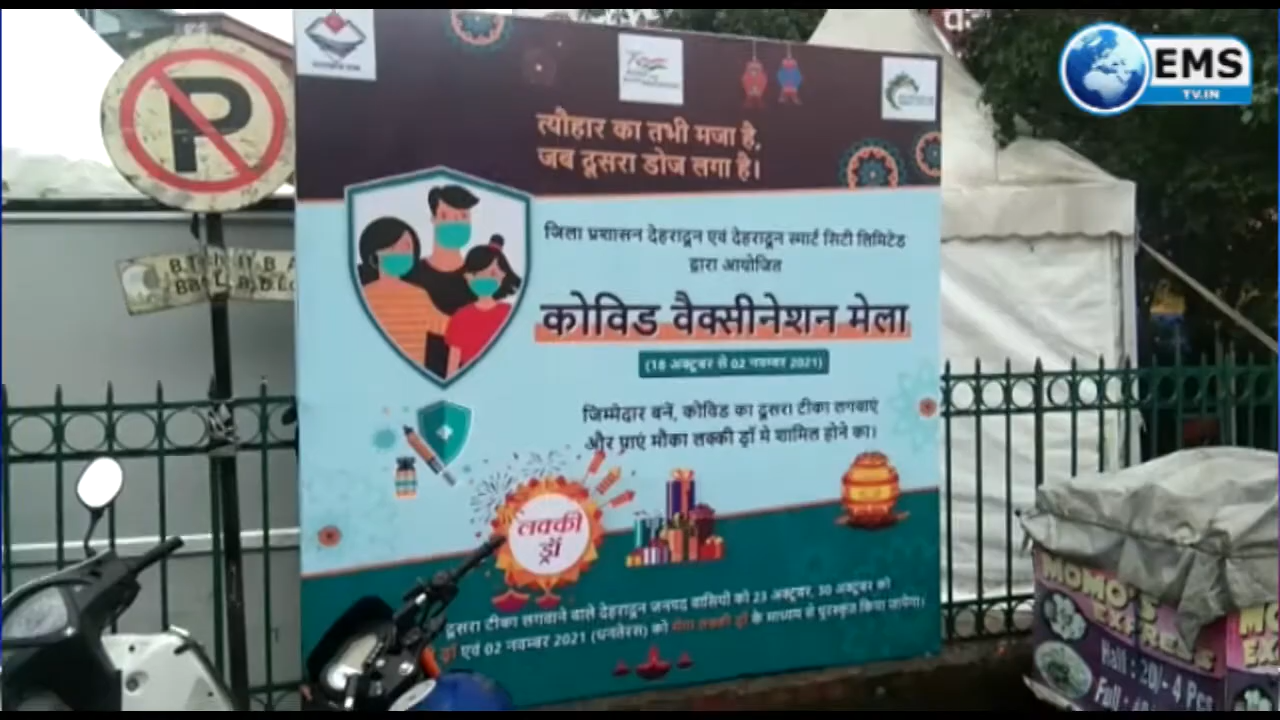 EMS
TV.IN
P
त्यौहार का तभी मजा है,
जब दूसरा डोज लगा है।
जिला प्रशासन देहरादून एवं देहरादून स्मार्ट सिटी लिमिटेड
द्वारा आयोजित
कोविड वैक्सीनेशन मेला
(18 अक्टूबर से 02 नवम्बर 2021)
जिम्मेदार बनें, कोविड का दूसरा टीका लगवाएं
और पाएं मौका लक्की ड्रॉ मे शामिल होने का।
लक्की
ड्रॉ
दूसरा टीका लगवाने वाले देहरादून जनपद वासियो को 23 अक्टूबर, 30 अक्टूबर को
ड्रॉ एवं 02 नवम्बर 2021 (धनतेरस) को मेगा लक्की ड्रॉ के माध्यम से पुरस्कृत किया जायेगा।
MOMO'S
EXPRESS
Half : 20/- 4 Pcs
Full :